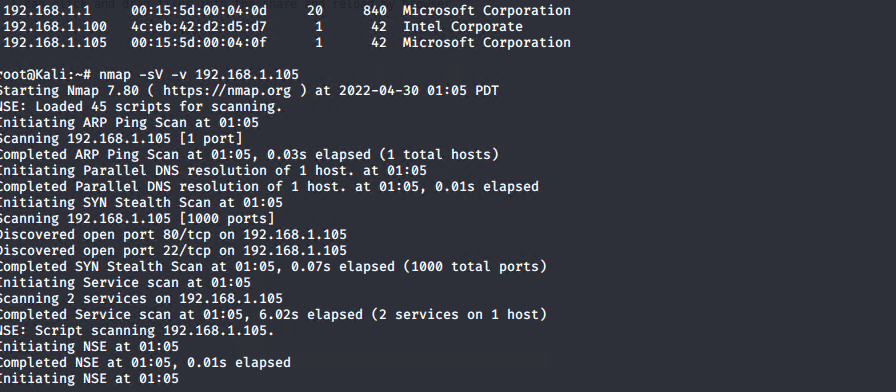 192.168.1.1     00:15:5d:00:04:0d     20     840  Microsoft Corporation
192.168.1.100   4c:eb:42:d2:d5:d7      1      42  Intel Corporate
192.168.1.105   00:15:5d:00:04:0f      1      42  Microsoft Corporation
root@Kali:~# nmap -sV -v 192.168.1.105
Starting Nmap 7.80 ( https://nmap.org ) at 2022-04-30 01:05 PDT
NSE: Loaded 45 scripts for scanning.
Initiating ARP Ping Scan at 01:05
Scanning 192.168.1.105 [1 port]
Completed ARP Ping Scan at 01:05, 0.03s elapsed (1 total hosts)
Initiating Parallel DNS resolution of 1 host. at 01:05
Completed Parallel DNS resolution of 1 host. at 01:05, 0.01s elapsed
Initiating SYN Stealth Scan at 01:05
Scanning 192.168.1.105 [1000 ports]
Discovered open port 80/tcp on 192.168.1.105
Discovered open port 22/tcp on 192.168.1.105
Completed SYN Stealth Scan at 01:05, 0.07s elapsed (1000 total ports)
Initiating Service scan at 01:05
Scanning 2 services on 192.168.1.105
Completed Service scan at 01:05, 6.02s elapsed (2 services on 1 host)
NSE: Script scanning 192.168.1.105.
Initiating NSE at 01:05
Completed NSE at 01:05, 0.01s elapsed
Initiating NSE at 01:05